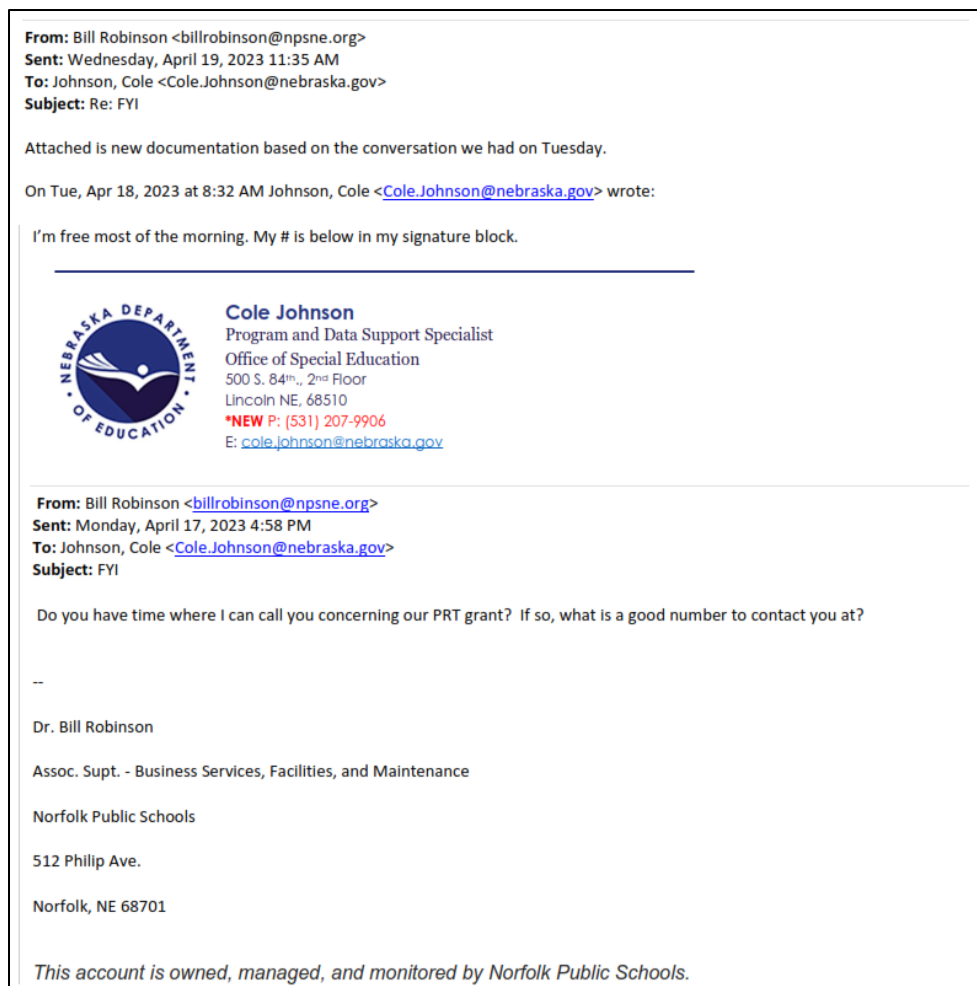 From: Bill Robinson <billrobinson@npsne.org>
Sent: Wednesday, April 19, 2023 11:35 AM
To: Johnson, Cole <Cole.Johnson@nebraska.gov>
Subject: Re: FYI
Attached is new documentation based on the conversation we had on Tuesday.
On Tue, Apr 18, 2023 at 8:32 AM Johnson, Cole <Cole.Johnson@nebraska.gov> wrote:
I'm free most of the morning. My # is below in my signature block.
NEBRASKA DEPARTMENT
OF EDUCATION
Cole Johnson
Program and Data Support Specialist
Office of Special Education
500 S. 84th., 2nd Floor
Lincoln NE, 68510
*NEW P: (531) 207-9906
E: cole.johnson@nebraska.gov
From: Bill Robinson <billrobinson@npsne.org>
Sent: Monday, April 17, 2023 4:58 PM
To: Johnson, Cole <Cole.Johnson@nebraska.gov>
Subject: FYI
Do you have time where I can call you concerning our PRT grant? If so, what is a good number to contact you at?
--
Dr. Bill Robinson
Assoc. Supt. - Business Services, Facilities, and Maintenance
Norfolk Public Schools
512 Philip Ave.
Norfolk, NE 68701
This account is owned, managed, and monitored by Norfolk Public Schools.